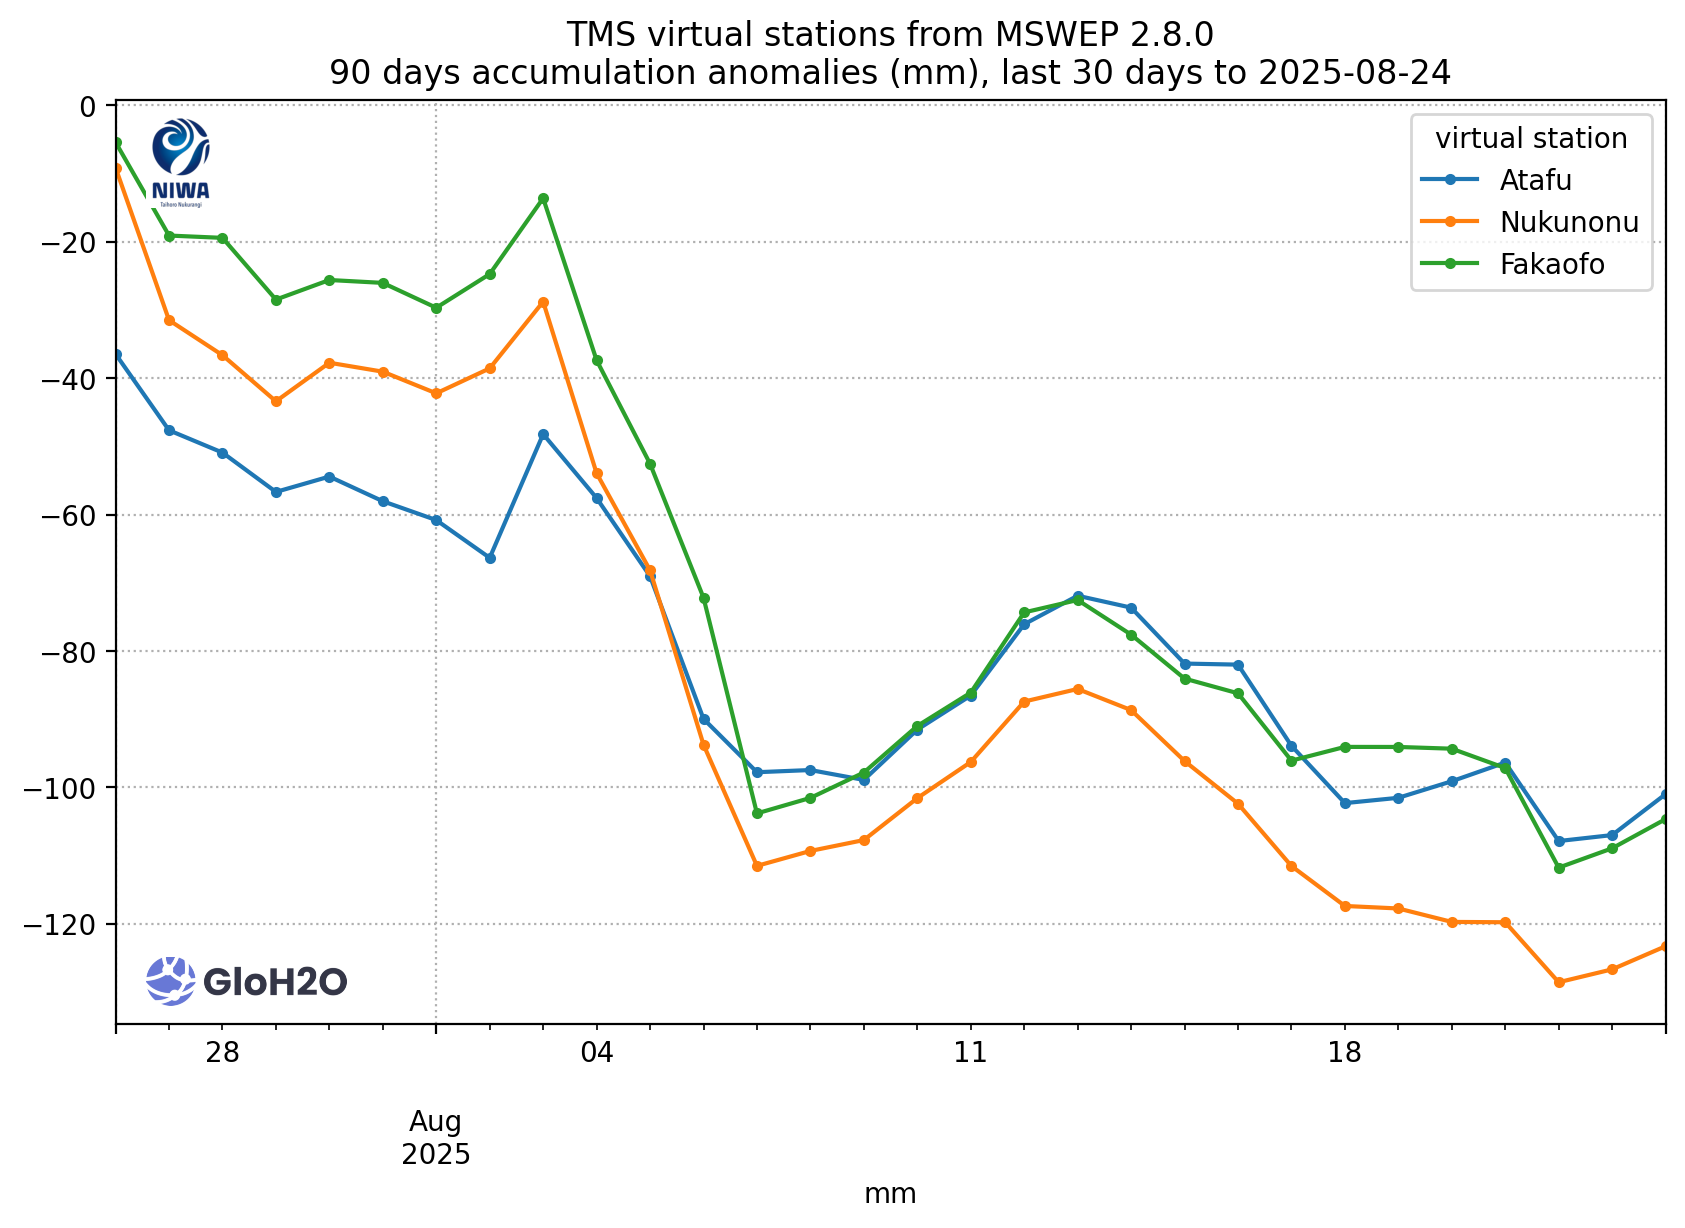 TMS virtual stations from MSWEP 2.8.0
90 days accumulation anomalies (mm), last 30 days to 2025-08-24
0
−20
−40
−60
−80
−100
−120
NIWA
Taihoro Nukurangi
virtual station
Atafu
Nukunonu
Fakaofo
GloH2O
28
04
11
18
Aug
2025
mm